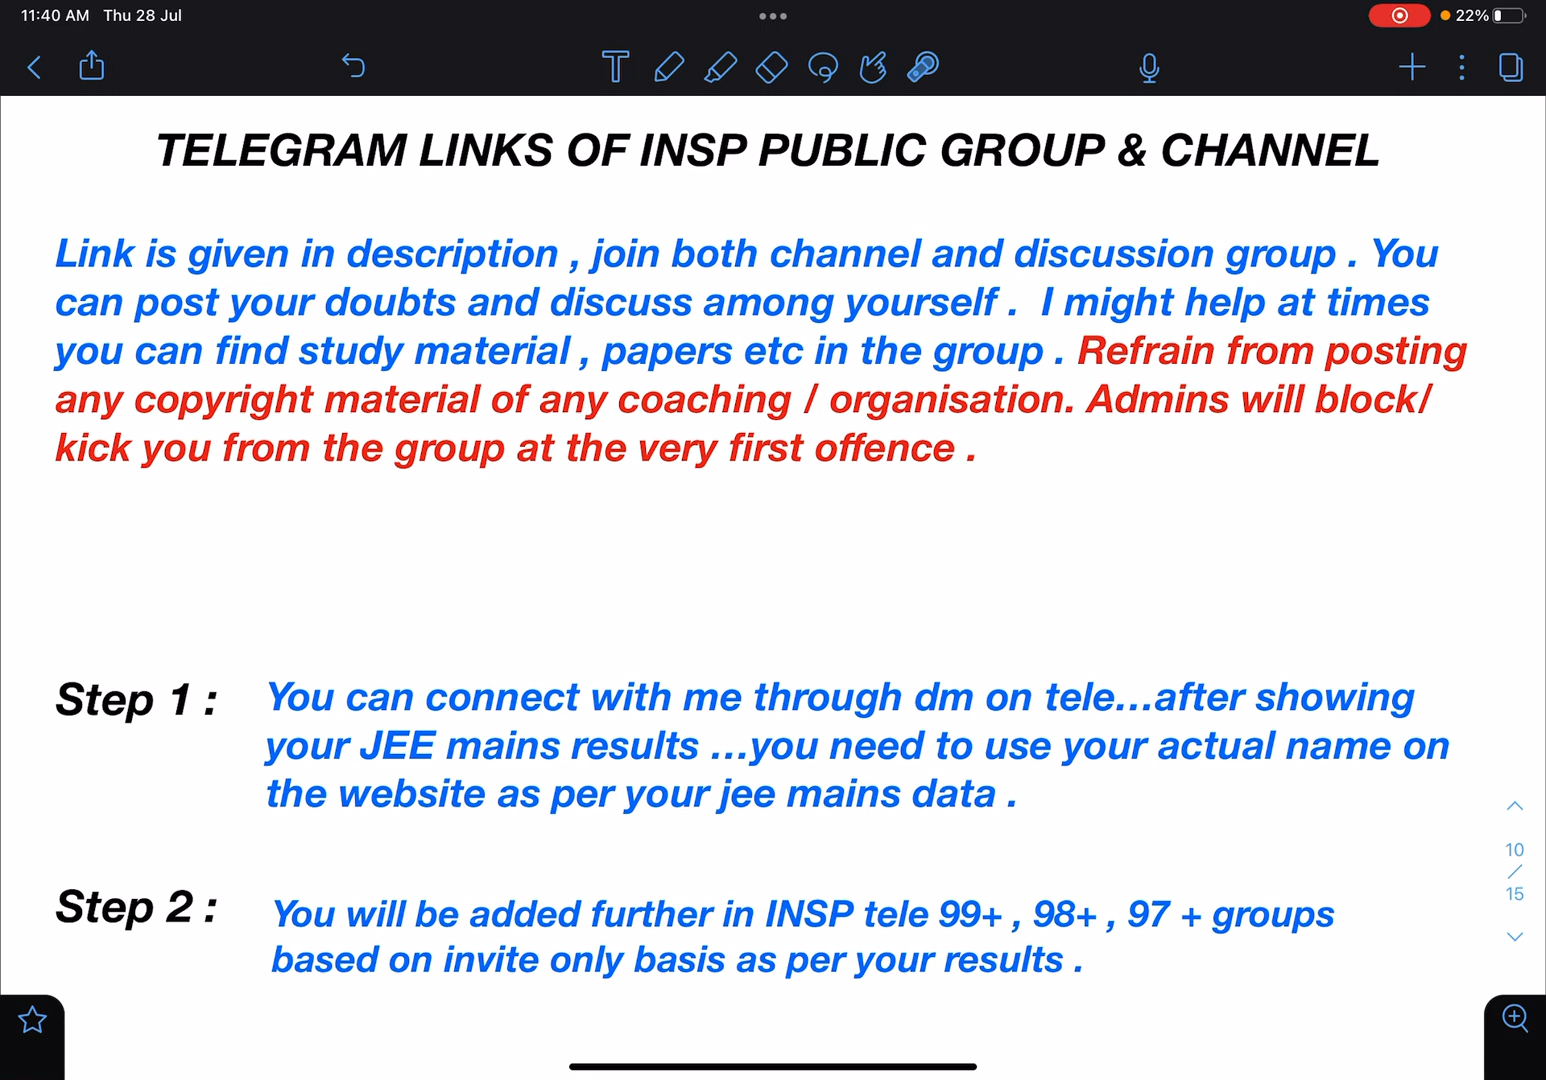 11:40 AM Thu 28 Jul
22%
TELEGRAM LINKS OF INSP PUBLIC GROUP & CHANNEL
Link is given in description , join both channel and discussion group . You
can post your doubts and discuss among yourself .  I might help at times
you can find study material , papers etc in the group . Refrain from posting
any copyright material of any coaching / organisation. Admins will block/
kick you from the group at the very first offence .
Step 1 : You can connect with me through dm on tele...after showing
your JEE mains results ...you need to use your actual name on
the website as per your jee mains data .
10
/
15
Step 2 : You will be added further in INSP tele 99+ , 98+ , 97 + groups
based on invite only basis as per your results .